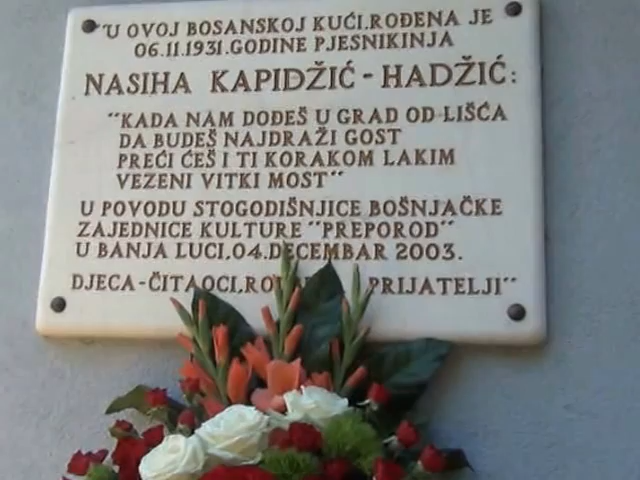 "U OVOJ BOSANSKOJ KUĆI.ROĐENA JE
06.11.1931.GODINE PJESNIKINJA
NASIHA KAPIDŽIĆ-HADŽIĆ:
"KADA NAM DOĐEŠ U GRAD OD LIŠĆA
DA BUDEŠ NAJDRAŽI GOST
PREĆI ĆEŠ I TI KORAKOM LAKIM
VEZENI VITKI MOST"
U POVODU STOGODIŠNJICE BOŠNJAČKE
ZAJEDNICE KULTURE "PREPOROD"
U BANJA LUCI.04.DECEMBAR 2003.
DJECA-ČITAOCI. PRIJATELJI"